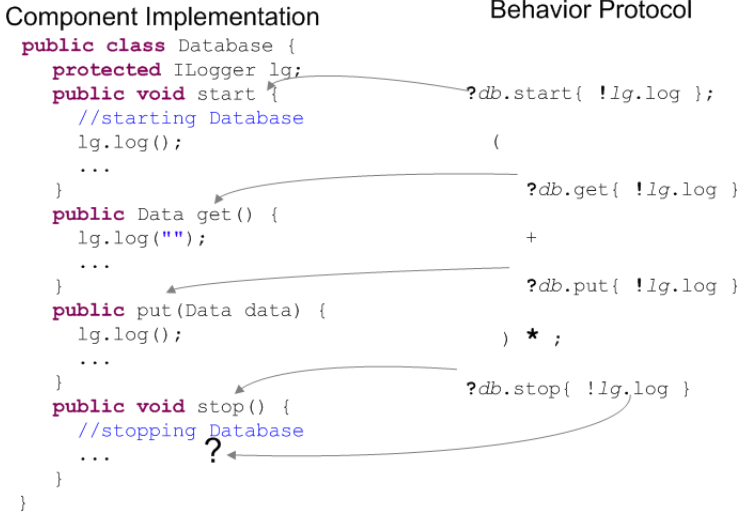 Component Implementation
public class Database {
protected ILogger lg;
public void start {
//starting Database
lg.log();
...
}
public Data get() {
lg.log("");
...
}
public put(Data data) {
lg.log();
...
}
public void stop() {
//stopping Database
... ?
}
}
Behavior Protocol
?db.start{ !lg.log };
(
?db.get{ !lg.log }
+
?db.put{ !lg.log }
) * ;
?db.stop{ !lg.log }